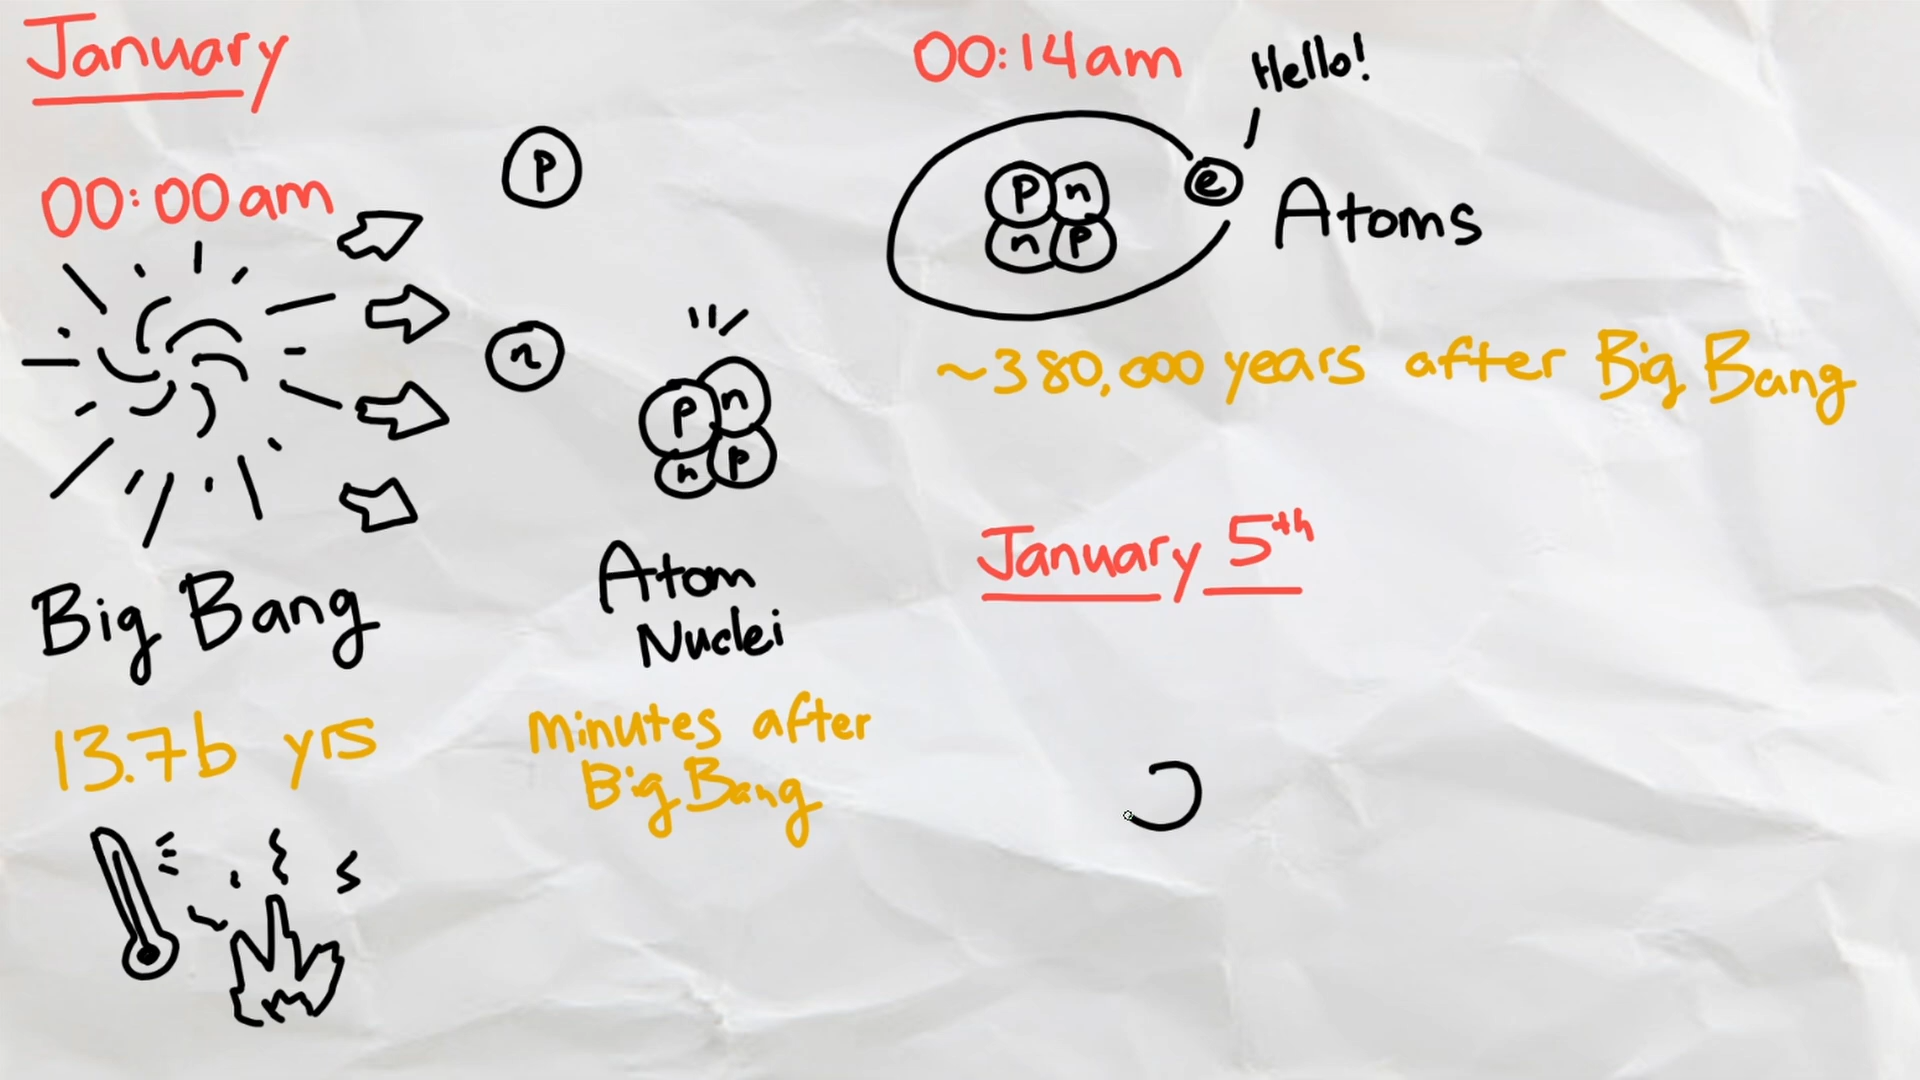 January
00:00am
p
n
p n
n p
Big Bang
13.7b yrs
Atom
Nuclei
minutes after
Big Bang
00:14am
Hello!
e
p n
n p
Atoms
~380,000 years after Big Bang
January 5th